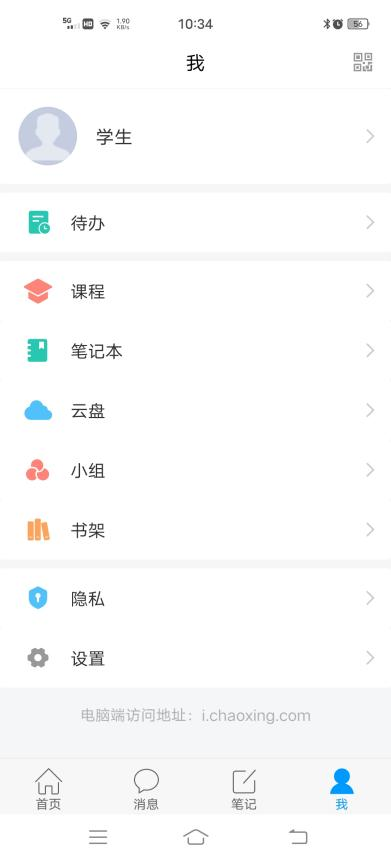 5G HD 1.90 KB/s 10:34 56
我
学生
待办
课程
笔记本
云盘
小组
书架
隐私
设置
电脑端访问地址：i.chaoxing.com
首页 消息 笔记 我